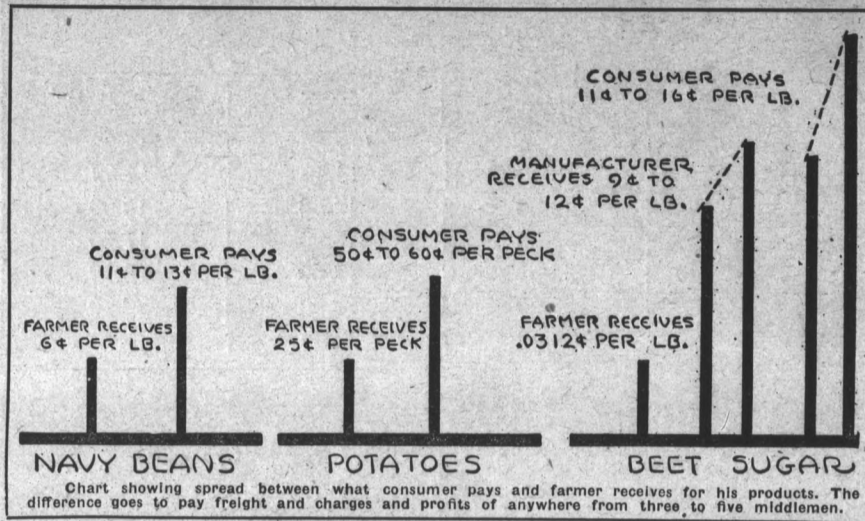 CONSUMER PAYS
11¢ TO 16¢ PER LB.
MANUFACTURER
RECEIVES 9¢ TO
12¢ PER LB.
CONSUMER PAYS
50¢ TO 60¢ PER PECK
CONSUMER PAYS
11¢ TO 13¢ PER LB.
FARMER RECEIVES
6¢ PER LB.
FARMER RECEIVES
25¢ PER PECK
FARMER RECEIVES
.0312¢ PER LB.
NAVY BEANS
POTATOES
BEET SUGAR
Chart showing spread between what consumer pays and farmer receives for his products. The
difference goes to pay freight and charges and profits of anywhere from three to five middlemen.